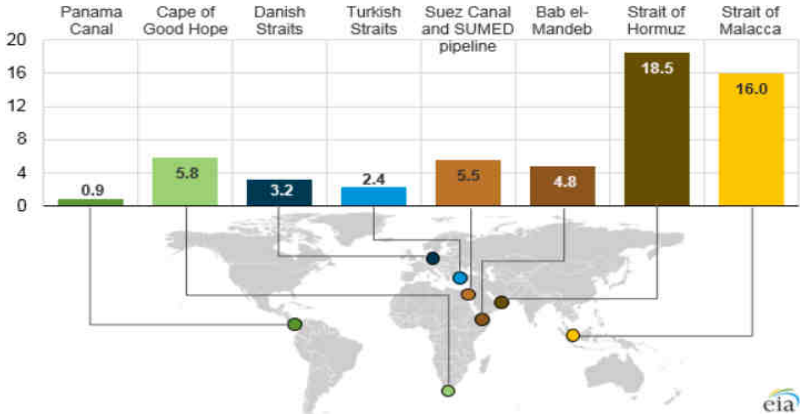 Panama
Canal
Cape of
Good Hope
Danish
Straits
Turkish
Straits
Suez Canal
and SUMED
pipeline
Bab el-
Mandeb
Strait of
Hormuz
Strait of
Malacca
20
16
12
8
4
0
0.9
5.8
3.2
2.4
5.5
4.8
18.5
16.0
eia